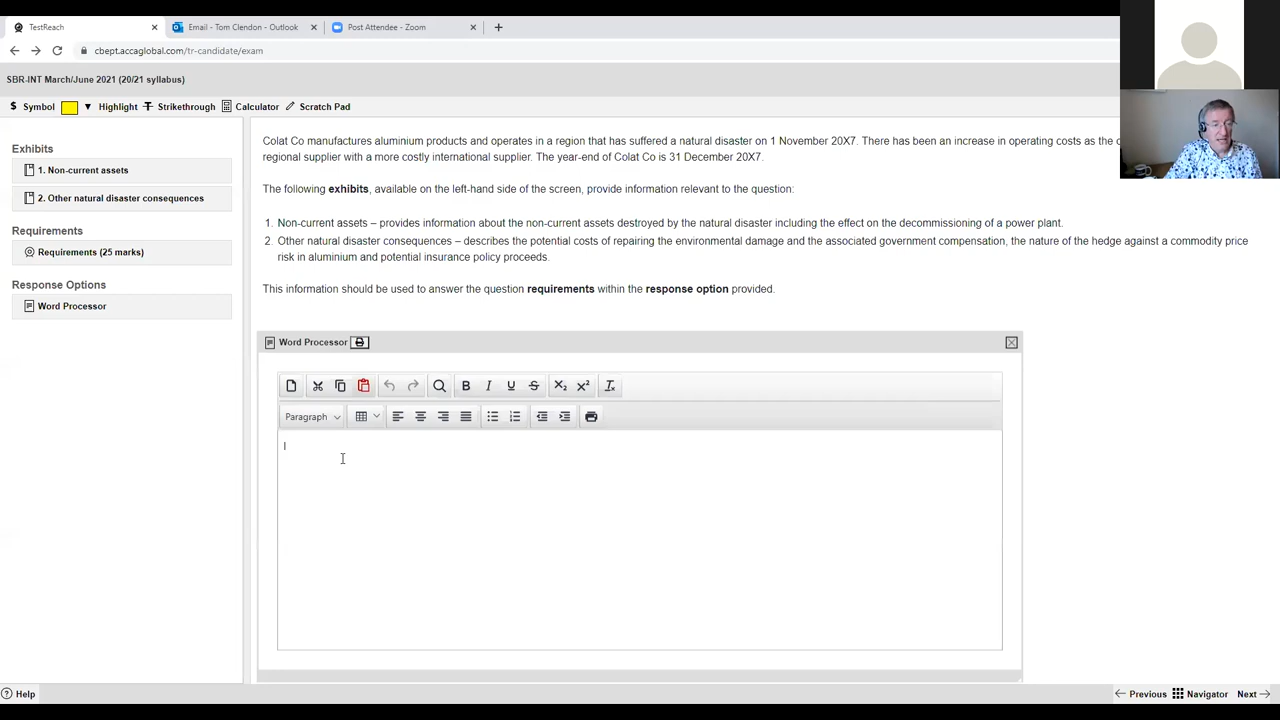 TestReach
Email - Tom Clendon - Outlook
Post Attendee - Zoom
cbept.accaglobal.com/tr-candidate/exam
SBR-INT March/June 2021 (20/21 syllabus)
$ Symbol Highlight Strikethrough Calculator Scratch Pad
Exhibits
1. Non-current assets
2. Other natural disaster consequences
Requirements
Requirements (25 marks)
Response Options
Word Processor
Colat Co manufactures aluminium products and operates in a region that has suffered a natural disaster on 1 November 20X7. There has been an increase in operating costs as the
regional supplier with a more costly international supplier. The year-end of Colat Co is 31 December 20X7.
The following exhibits, available on the left-hand side of the screen, provide information relevant to the question:
1. Non-current assets – provides information about the non-current assets destroyed by the natural disaster including the effect on the decommissioning of a power plant.
2. Other natural disaster consequences – describes the potential costs of repairing the environmental damage and the associated government compensation, the nature of the hedge against a commodity price
risk in aluminium and potential insurance policy proceeds.
This information should be used to answer the question requirements within the response option provided.
Word Processor
B I U S X₂ X² Tx
Paragraph
Help
Previous Navigator Next